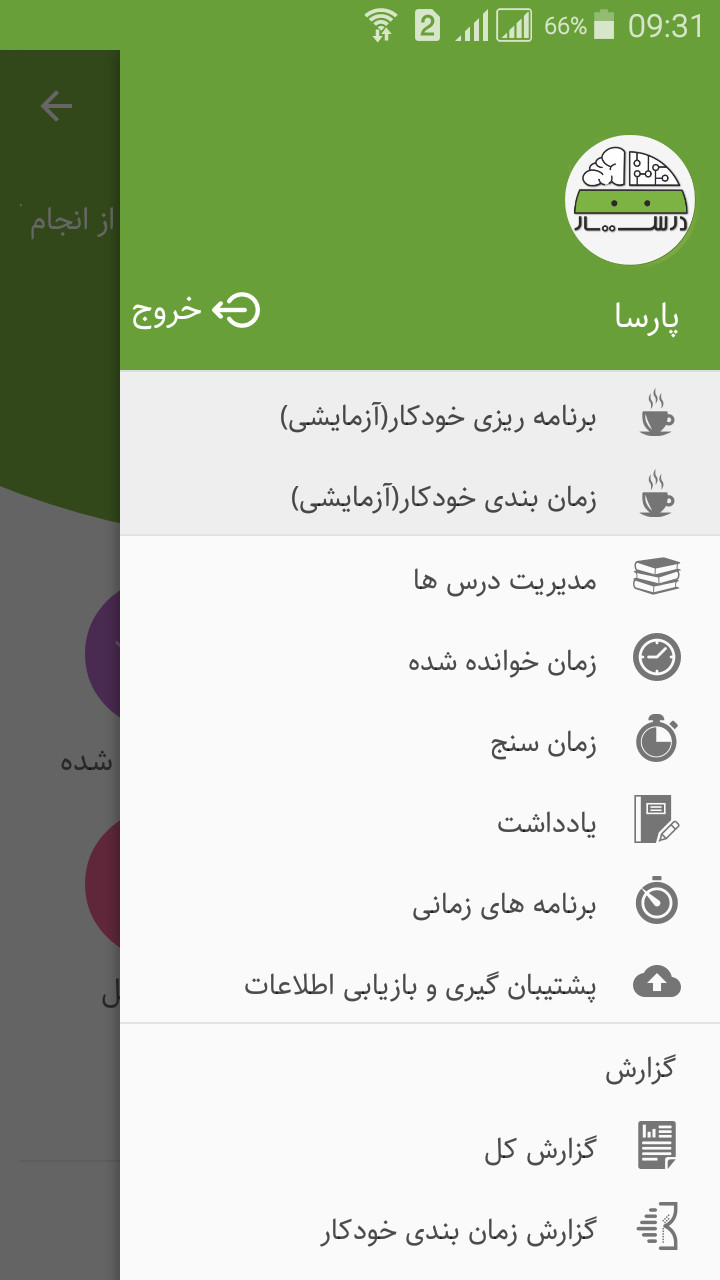 2 66% 09:31
درسیار
پارسا
خروج
از انجام
برنامه ریزی خودکار(آزمایشی)
زمان بندی خودکار(آزمایشی)
مدیریت درس ها
زمان خوانده شده
زمان سنج
شده
یادداشت
برنامه های زمانی
پشتیبان گیری و بازیابی اطلاعات
گزارش
گزارش کل
گزارش زمان بندی خودکار